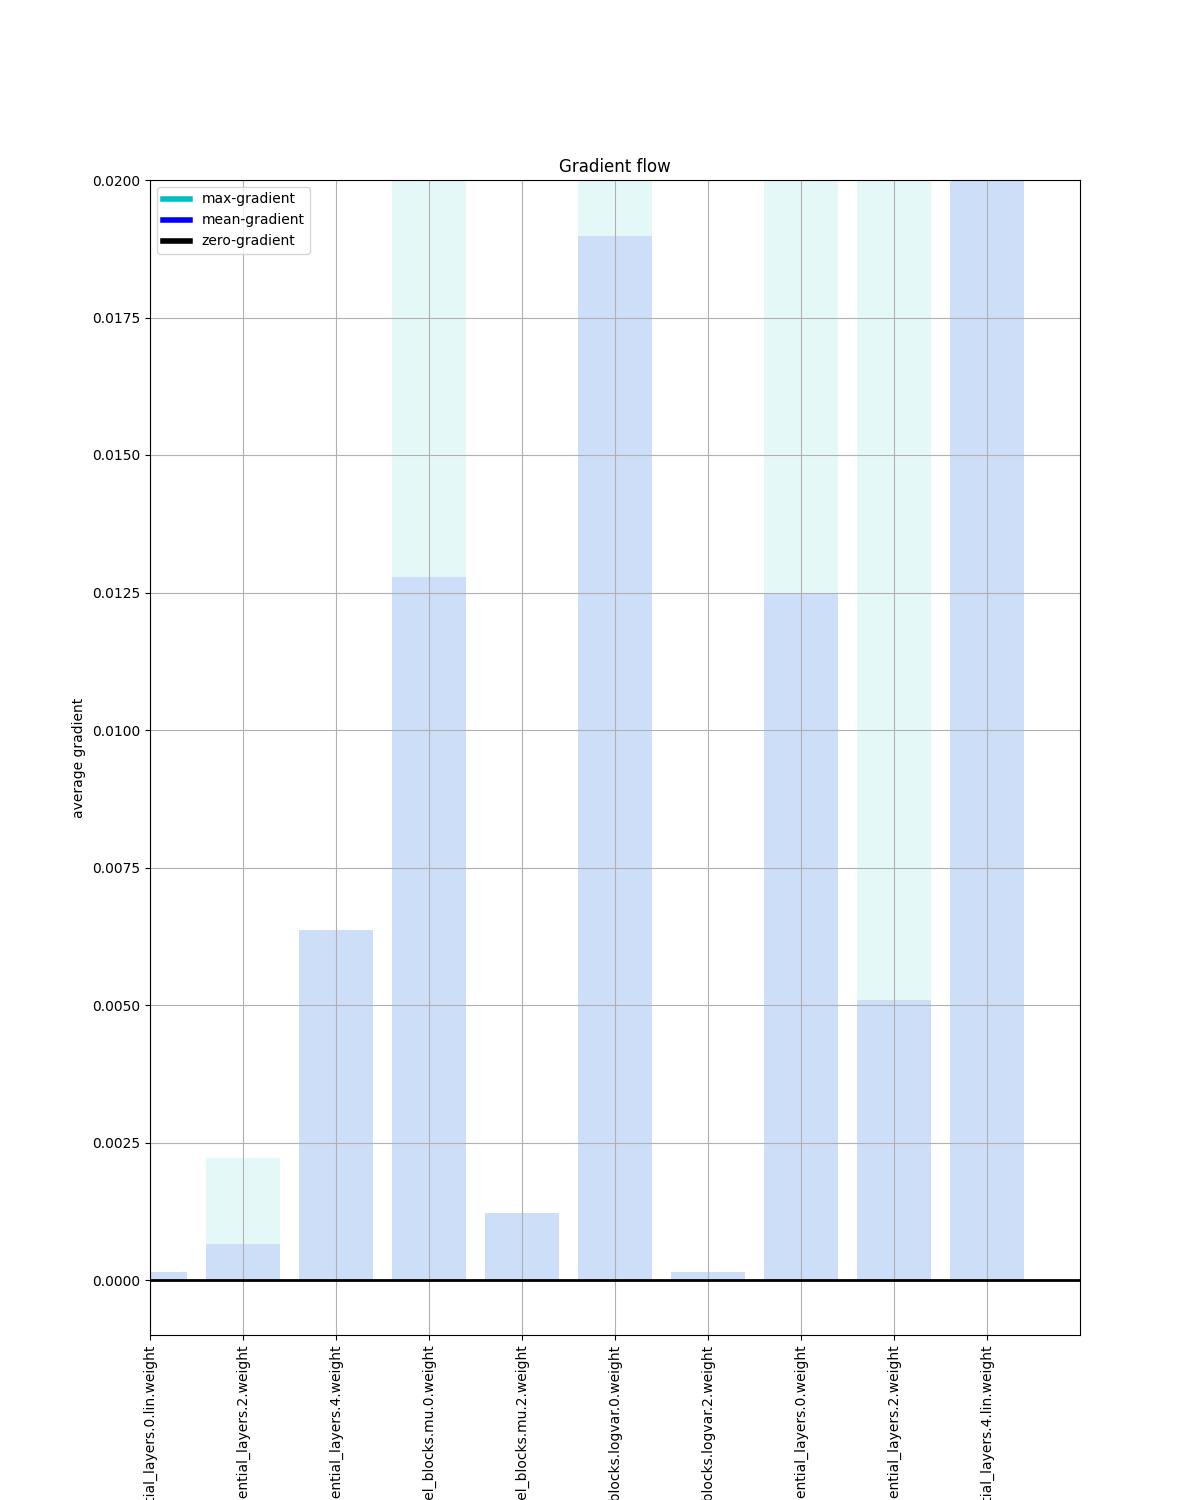 Gradient flow
max-gradient
mean-gradient
zero-gradient
0.0200
0.0175
0.0150
0.0125
0.0100
0.0075
0.0050
0.0025
0.0000
average gradient
tial_layers.0.lin.weight
ential_layers.2.weight
ential_layers.4.weight
el_blocks.mu.0.weight
el_blocks.mu.2.weight
blocks.logvar.0.weight
blocks.logvar.2.weight
ential_layers.0.weight
ential_layers.2.weight
tial_layers.4.lin.weight